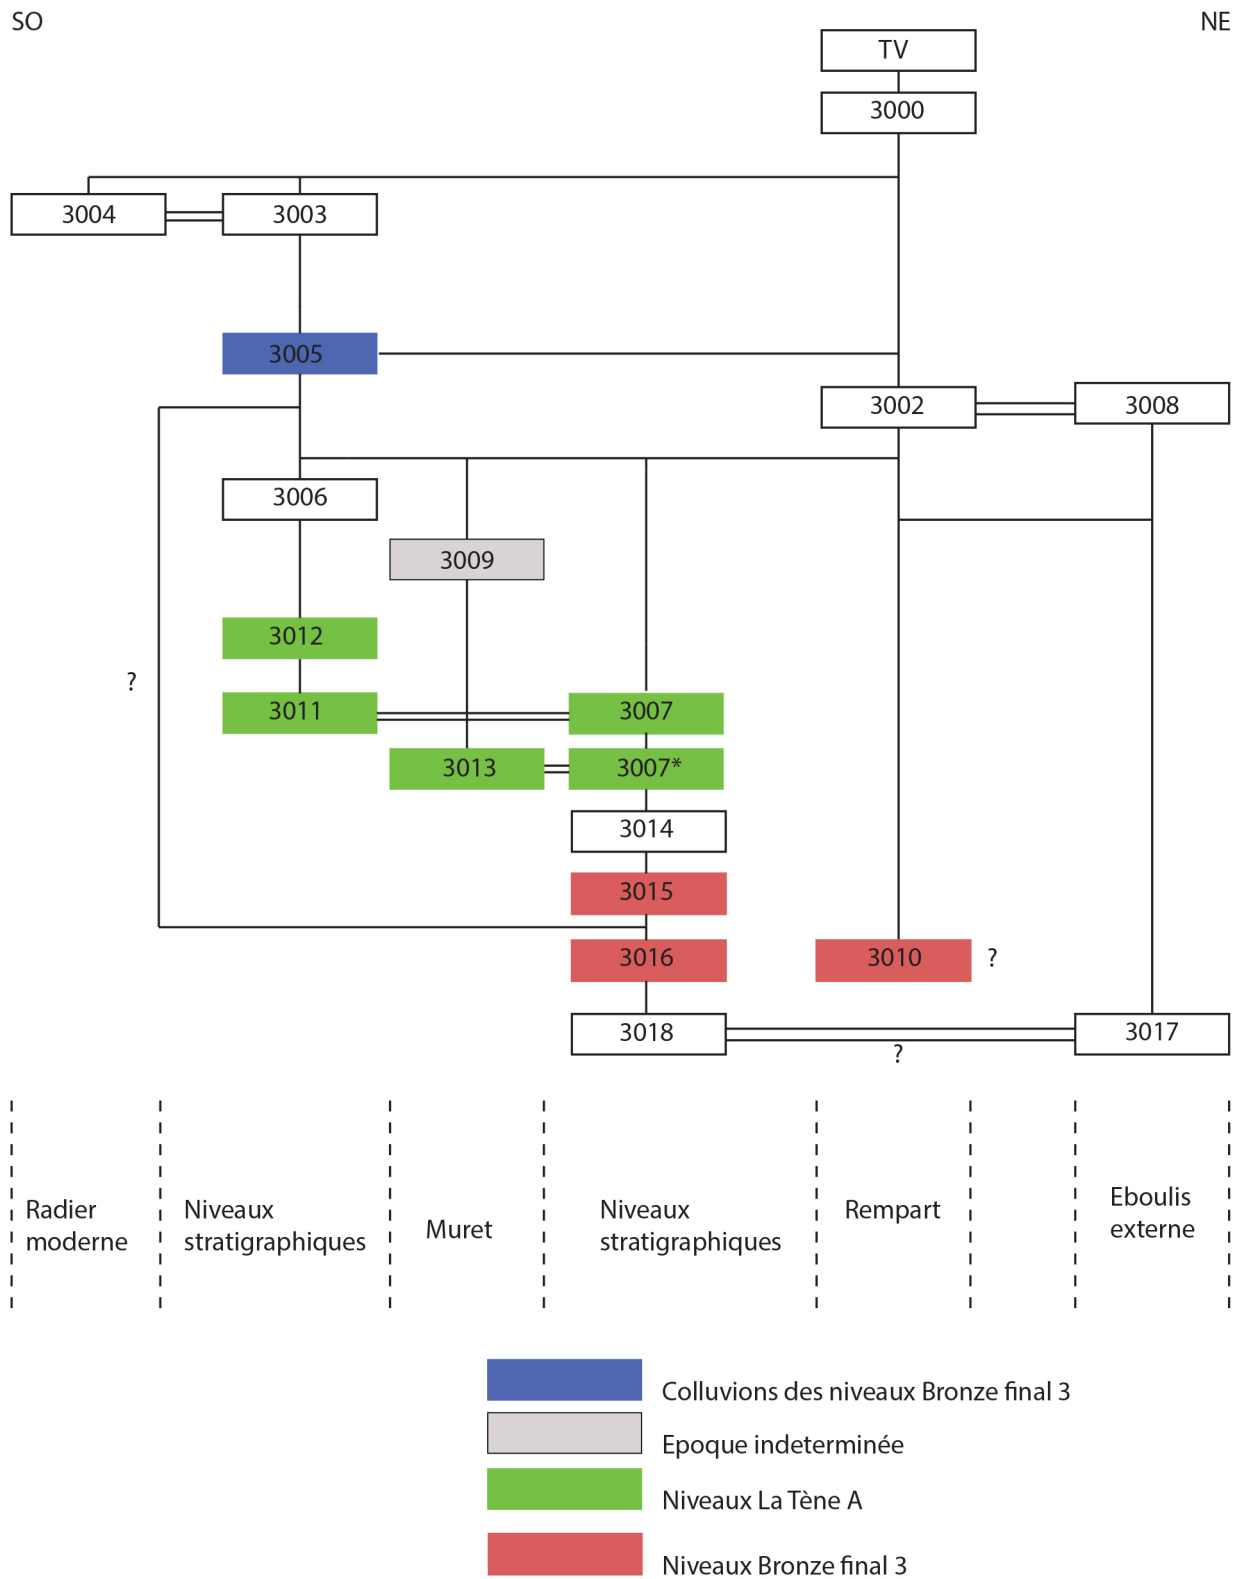 SO
NE
TV
3000
3004
3003
3005
3002
3008
3006
3009
3012
?
3011
3007
3013
3007*
3014
3015
3016
3010
?
3018
3017
?
Radier
moderne
Niveaux
stratigraphiques
Muret
Niveaux
stratigraphiques
Rempart
Eboulis
externe
Colluvions des niveaux Bronze final 3
Epoque indeterminée
Niveaux La Tène A
Niveaux Bronze final 3